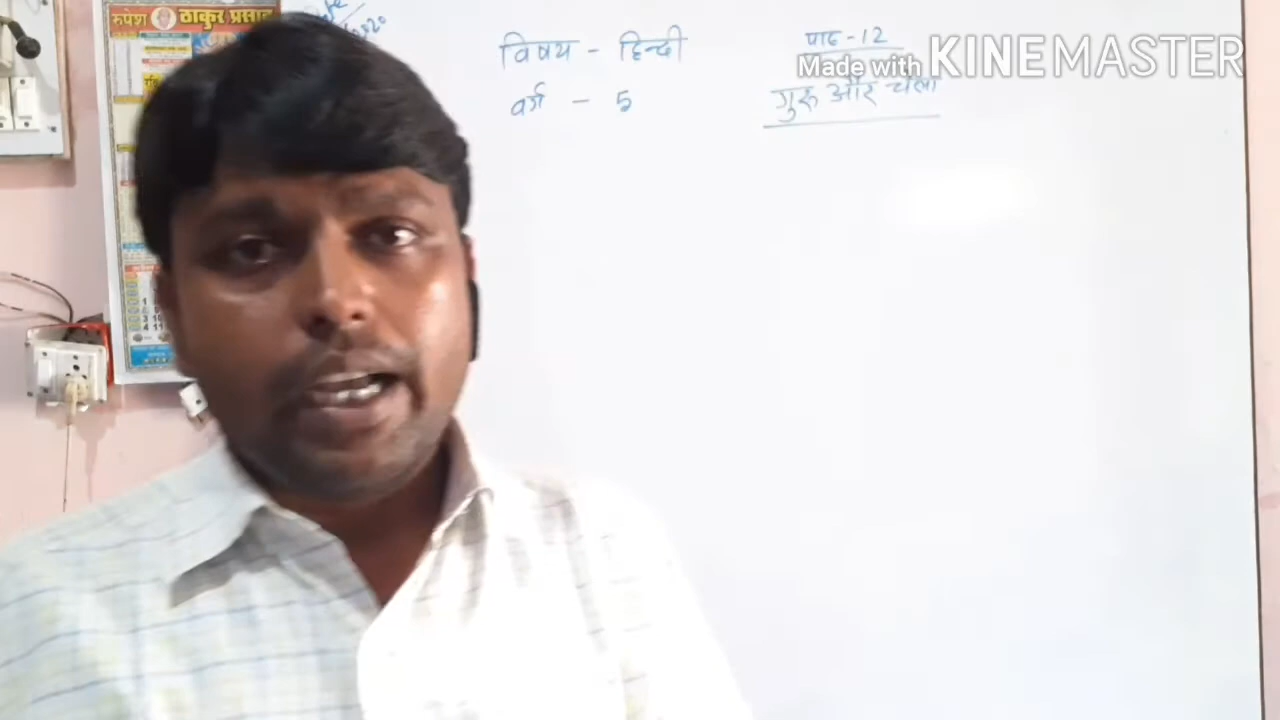 रुपेश ठाकुर प्रसाद
विषय - हिन्दी
वर्ग - 5
पाठ - 12
Made with KINEMASTER
गुरु और चेला